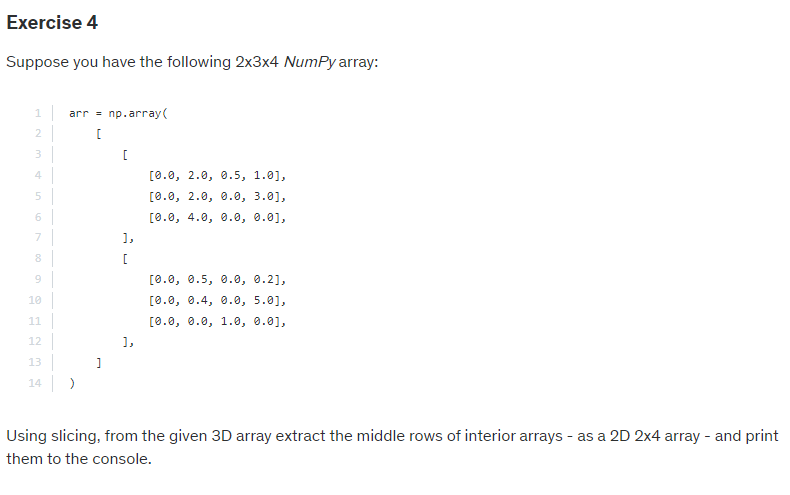 Exercise 4
Suppose you have the following 2x3x4 NumPy array:
1 arr = np.array(
2 [
3 [
4 [0.0, 2.0, 0.5, 1.0],
5 [0.0, 2.0, 0.0, 3.0],
6 [0.0, 4.0, 0.0, 0.0],
7 ],
8 [
9 [0.0, 0.5, 0.0, 0.2],
10 [0.0, 0.4, 0.0, 5.0],
11 [0.0, 0.0, 1.0, 0.0],
12 ],
13 ]
14 )
Using slicing, from the given 3D array extract the middle rows of interior arrays - as a 2D 2x4 array - and print
them to the console.